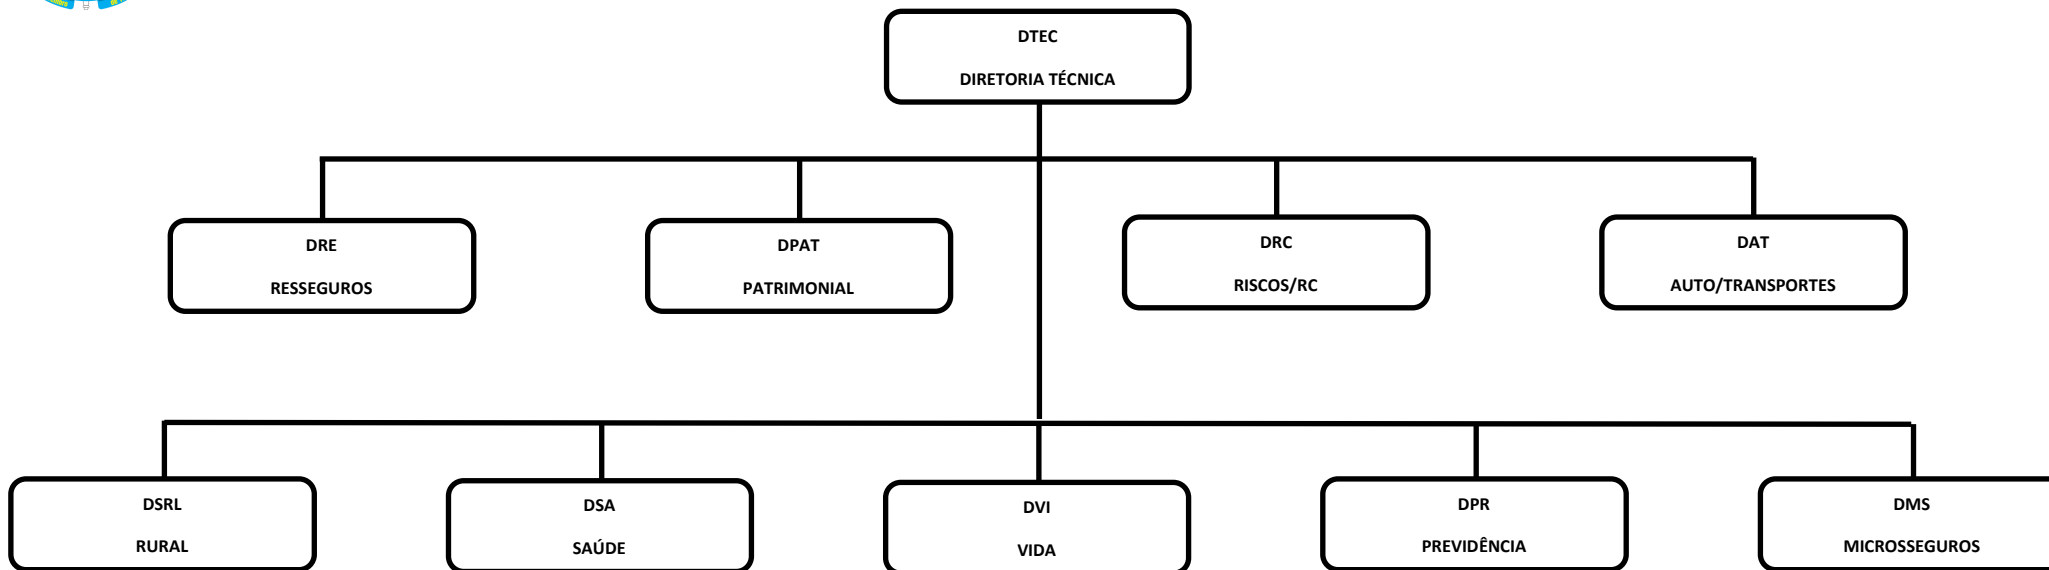 DTEC
DIRETORIA TÉCNICA
DRE
RESSEGUROS
DPAT
PATRIMONIAL
DRC
RISCOS/RC
DAT
AUTO/TRANSPORTES
DSRL
RURAL
DSA
SAÚDE
DVI
VIDA
DPR
PREVIDÊNCIA
DMS
MICROSSEGUROS